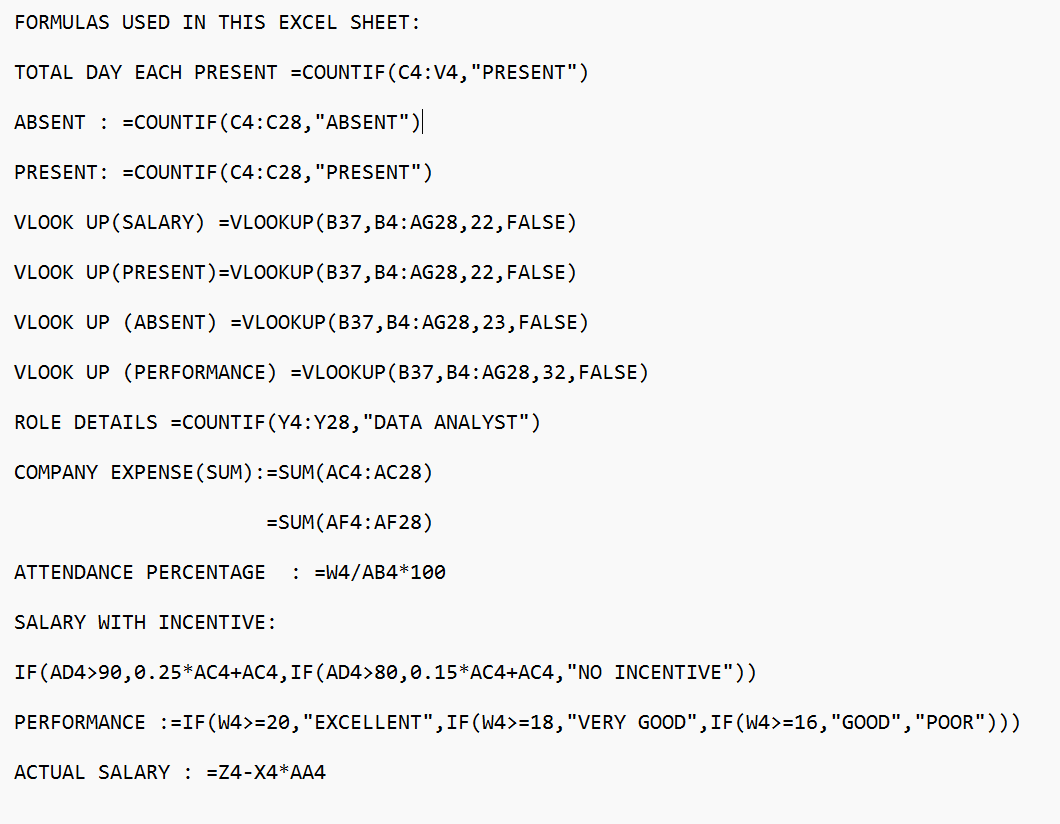 FORMULAS USED IN THIS EXCEL SHEET:
TOTAL DAY EACH PRESENT =COUNTIF(C4:V4,"PRESENT")
ABSENT : =COUNTIF(C4:C28,"ABSENT")
PRESENT: =COUNTIF(C4:C28,"PRESENT")
VLOOK UP(SALARY) =VLOOKUP(B37,B4:AG28,22,FALSE)
VLOOK UP(PRESENT)=VLOOKUP(B37,B4:AG28,22,FALSE)
VLOOK UP (ABSENT) =VLOOKUP(B37,B4:AG28,23,FALSE)
VLOOK UP (PERFORMANCE) =VLOOKUP(B37,B4:AG28,32,FALSE)
ROLE DETAILS =COUNTIF(Y4:Y28,"DATA ANALYST")
COMPANY EXPENSE(SUM):=SUM(AC4:AC28)
=SUM(AF4:AF28)
ATTENDANCE PERCENTAGE  : =W4/AB4*100
SALARY WITH INCENTIVE:
IF(AD4>90,0.25*AC4+AC4,IF(AD4>80,0.15*AC4+AC4,"NO INCENTIVE"))
PERFORMANCE :=IF(W4>=20,"EXCELLENT",IF(W4>=18,"VERY GOOD",IF(W4>=16,"GOOD","POOR")))
ACTUAL SALARY : =Z4-X4*AA4